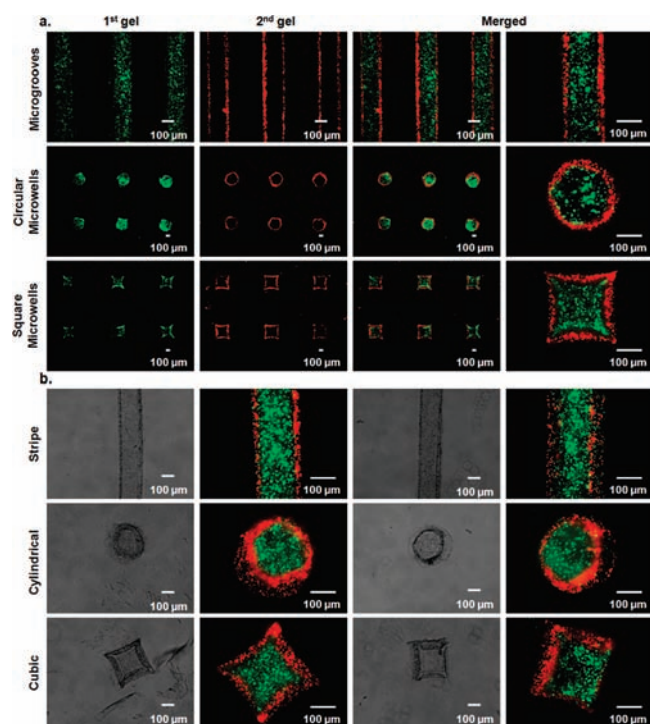 a.
1st gel
2nd gel
Merged
Microgrooves
100 µm
100 µm
100 µm
100 µm
Circular
Microwells
100 µm
100 µm
100 µm
100 µm
Square
Microwells
100 µm
100 µm
100 µm
100 µm
b.
Stripe
100 µm
100 µm
100 µm
100 µm
Cylindrical
100 µm
100 µm
100 µm
100 µm
Cubic
100 µm
100 µm
100 µm
100 µm